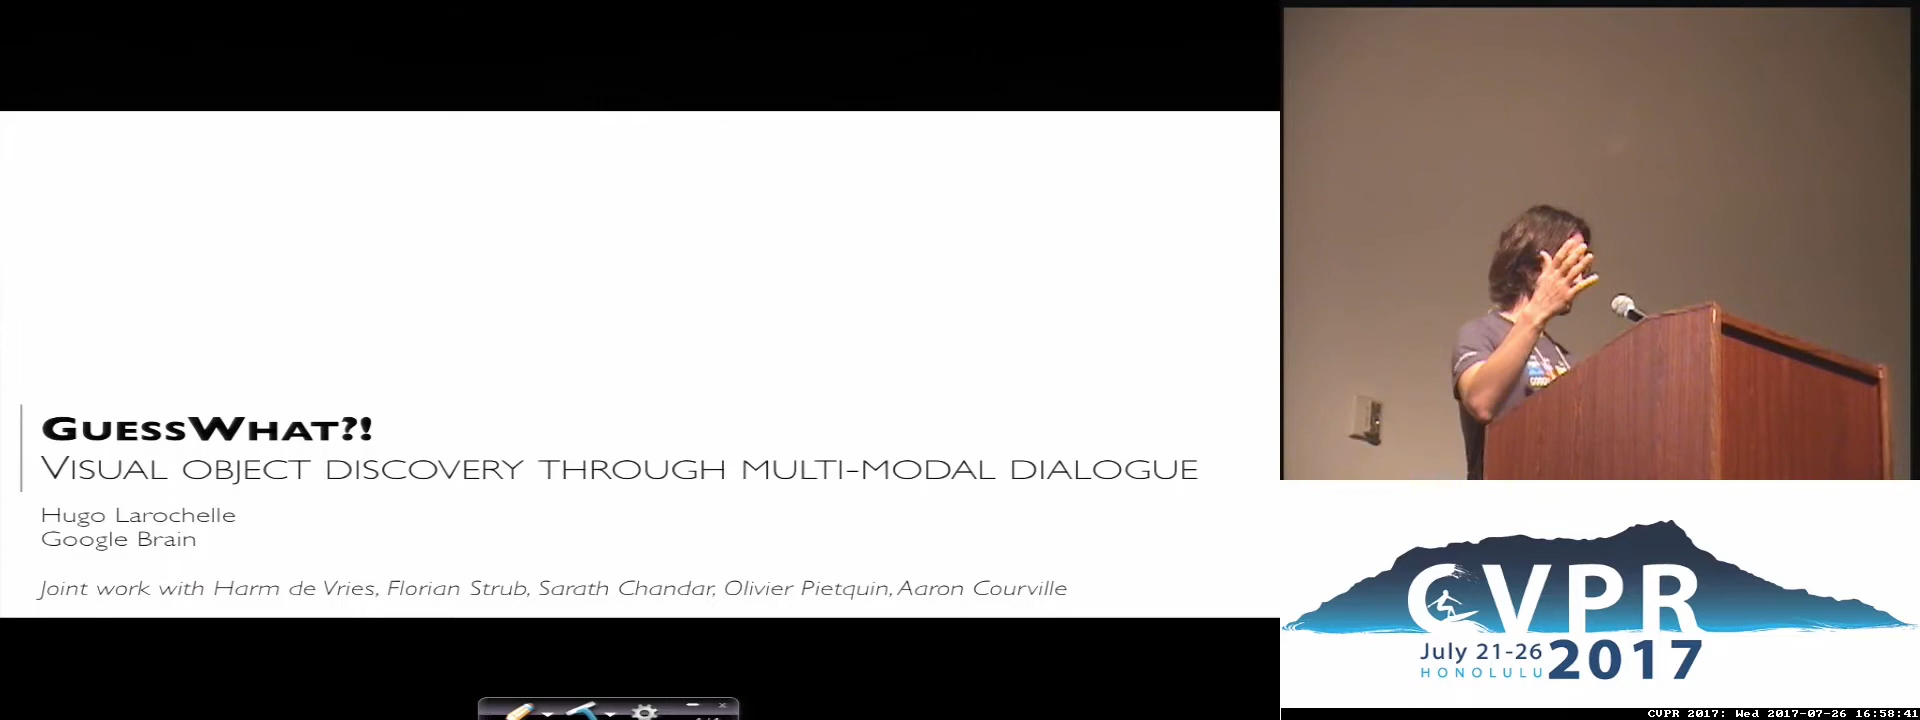 GuessWhat?!
Visual object discovery through multi-modal dialogue
Hugo Larochelle
Google Brain
Joint work with Harm de Vries, Florian Strub, Sarath Chandar, Olivier Pietquin, Aaron Courville
CVPR
July 21-26
HONOLULU
2017
CVPR 2017: Wed 2017-07-26 16:58:41